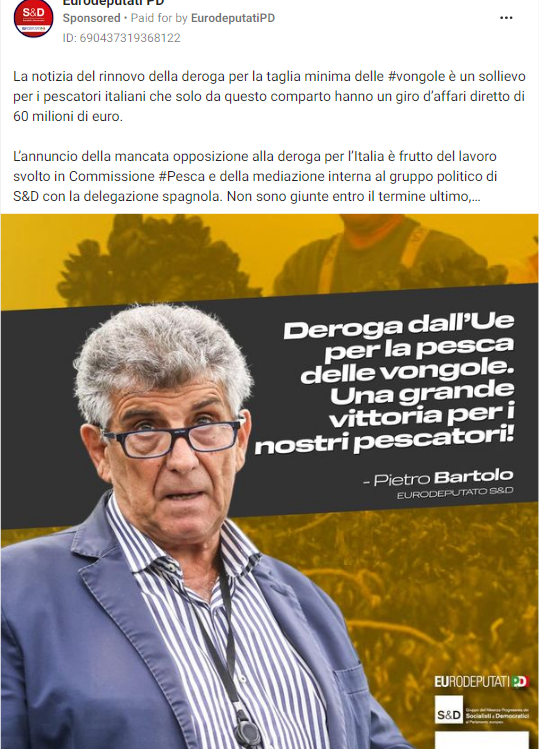 Eurodeputati PD
S&D
Sponsored • Paid for by EurodeputatiPD
ID: 690437319368122
La notizia del rinnovo della deroga per la taglia minima delle #vongole è un sollievo
per i pescatori italiani che solo da questo comparto hanno un giro d'affari diretto di
60 milioni di euro.
L'annuncio della mancata opposizione alla deroga per l'Italia è frutto del lavoro
svolto in Commissione #Pesca e della mediazione interna al gruppo politico di
S&D con la delegazione spagnola. Non sono giunte entro il termine ultimo,...
Deroga dall'Ue
per la pesca
delle vongole.
Una grande
vittoria per i
nostri pescatori!
- Pietro Bartolo
EURODEPUTATO S&D
EURODEPUTATI PD
S&D
Gruppo dell'Alleanza Progressista dei
Socialisti & Democratici
al Parlamento europeo